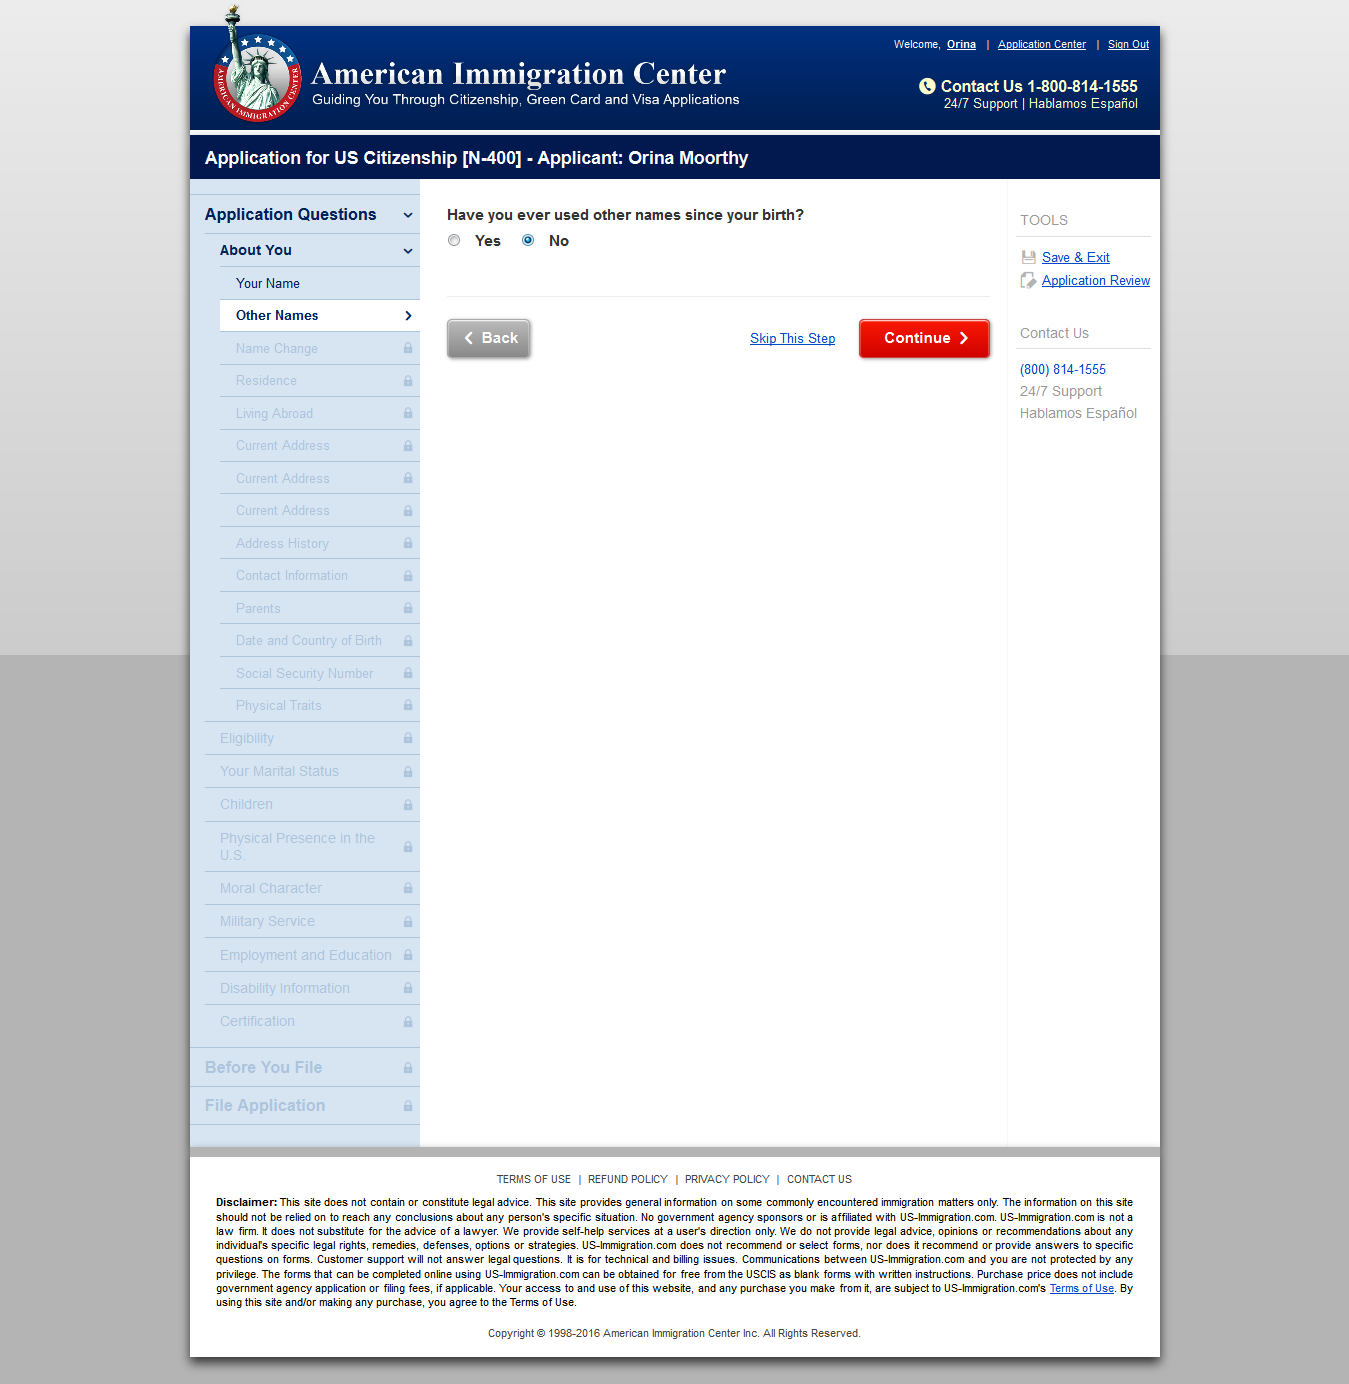 Welcome, Orina | Application Center | Sign Out
American Immigration Center
Guiding You Through Citizenship, Green Card and Visa Applications
AMERICAN IMMIGRATION CENTER
Contact Us 1-800-814-1555
24/7 Support | Hablamos Español
Application for US Citizenship [N-400] - Applicant: Orina Moorthy
Application Questions
About You
Your Name
Other Names
Name Change
Residence
Living Abroad
Current Address
Current Address
Current Address
Address History
Contact Information
Parents
Date and Country of Birth
Social Security Number
Physical Traits
Eligibility
Your Marital Status
Children
Physical Presence in the
U.S.
Moral Character
Military Service
Employment and Education
Disability Information
Certification
Before You File
File Application
Have you ever used other names since your birth?
Yes No
Back
Skip This Step
Continue
TOOLS
Save & Exit
Application Review
Contact Us
(800) 814-1555
24/7 Support
Hablamos Español
TERMS OF USE | REFUND POLICY | PRIVACY POLICY | CONTACT US
Disclaimer: This site does not contain or constitute legal advice. This site provides general information on some commonly encountered immigration matters only. The information on this site
should not be relied on to reach any conclusions about any person's specific situation. No government agency sponsors or is affiliated with US-Immigration.com. US-Immigration.com is not a
law firm. It does not substitute for the advice of a lawyer. We provide self-help services at a user's direction only. We do not provide legal advice, opinions or recommendations about any
individual's specific legal rights, remedies, defenses, options or strategies. US-Immigration.com does not recommend or select forms, nor does it recommend or provide answers to specific
questions on forms. Customer support will not answer legal questions. It is for technical and billing issues. Communications between US-Immigration.com and you are not protected by any
privilege. The forms that can be completed online using US-Immigration.com can be obtained for free from the USCIS as blank forms with written instructions. Purchase price does not include
government agency application or filing fees, if applicable. Your access to and use of this website, and any purchase you make from it, are subject to US-Immigration.com's Terms of Use. By
using this site and/or making any purchase, you agree to the Terms of Use.
Copyright © 1998-2016 American Immigration Center Inc. All Rights Reserved.